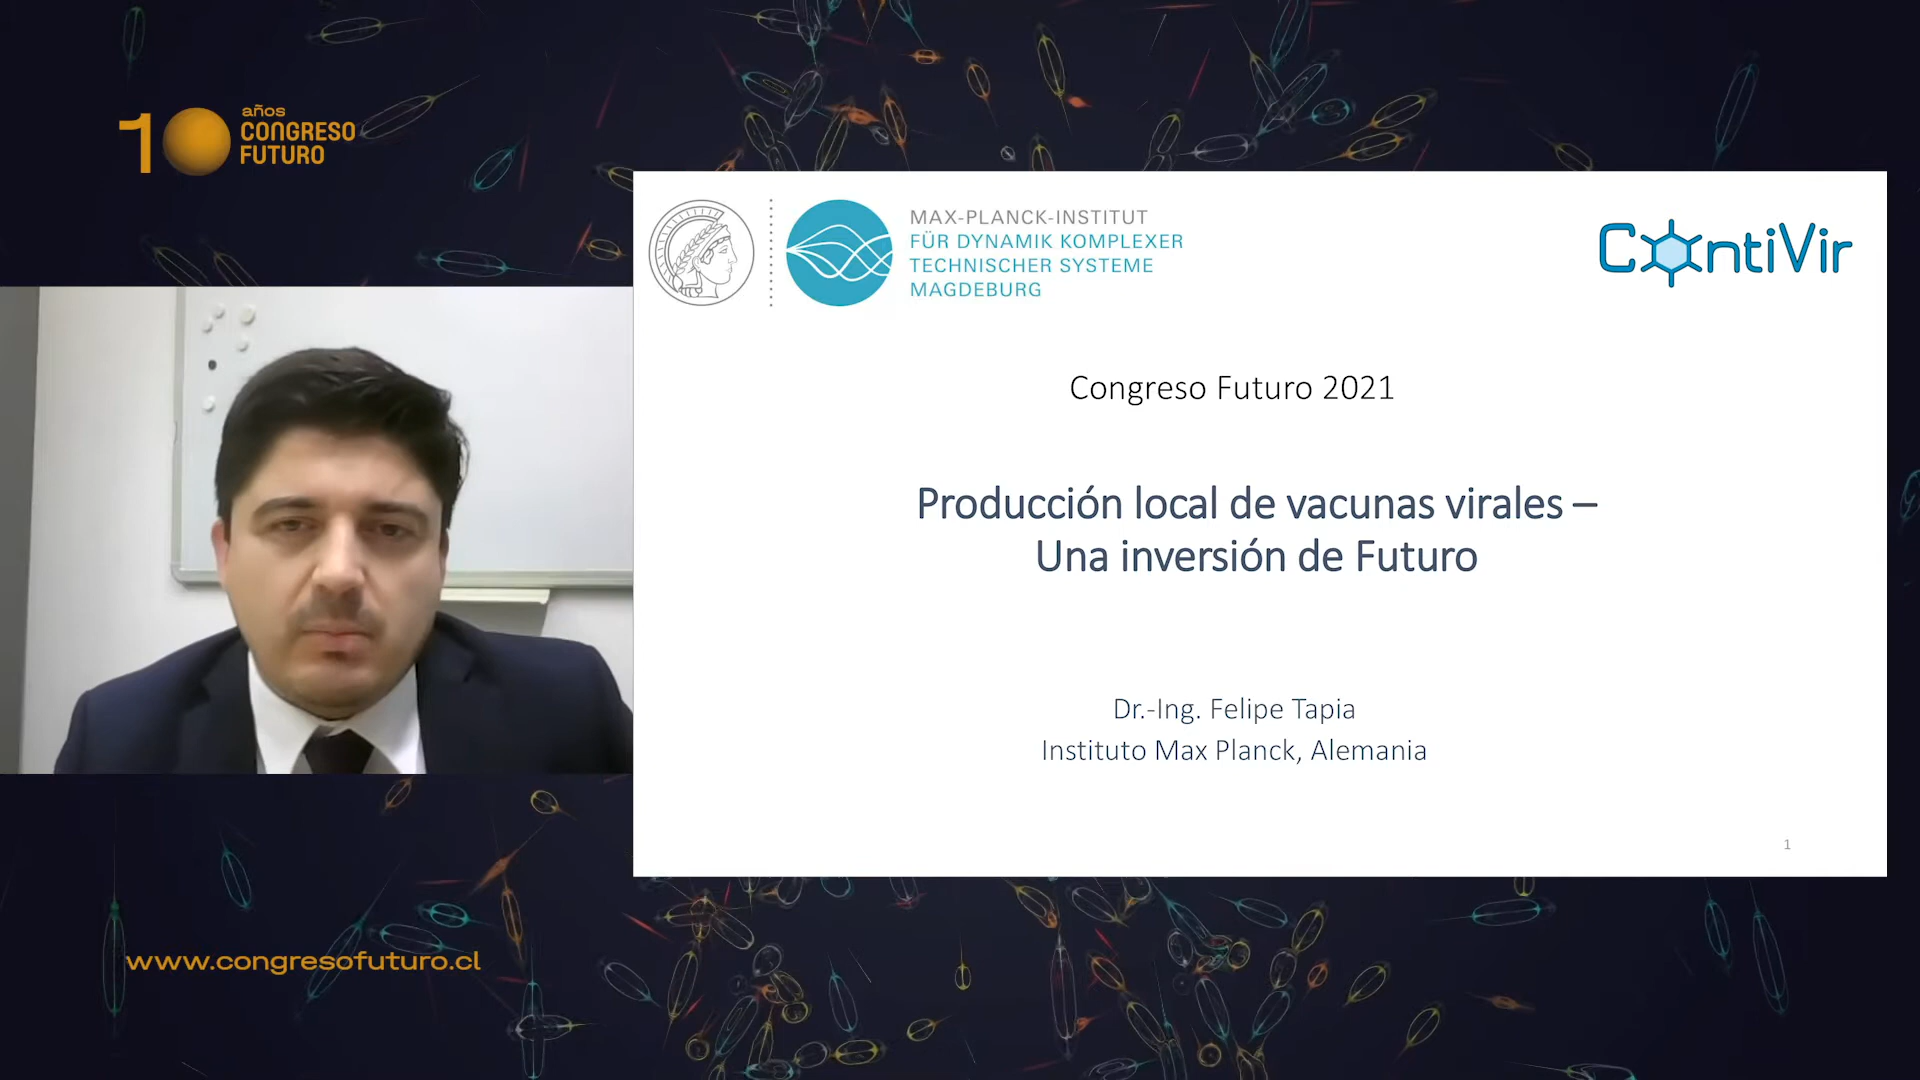 10 años
CONGRESO
FUTURO
MAX-PLANCK-INSTITUT
FÜR DYNAMIK KOMPLEXER
TECHNISCHER SYSTEME
MAGDEBURG
ContiVir
Congreso Futuro 2021
Producción local de vacunas virales –
Una inversión de Futuro
Dr.-Ing. Felipe Tapia
Instituto Max Planck, Alemania
1
www.congresofuturo.cl